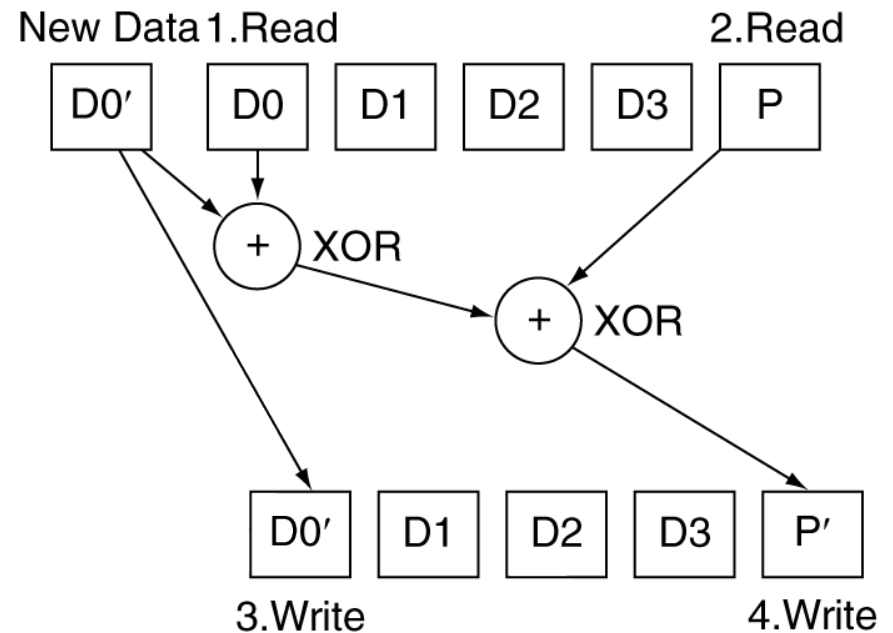 New Data 1.Read 2.Read
D0′ D0 D1 D2 D3 P
+ XOR
+ XOR
D0′ D1 D2 D3 P′
3.Write 4.Write